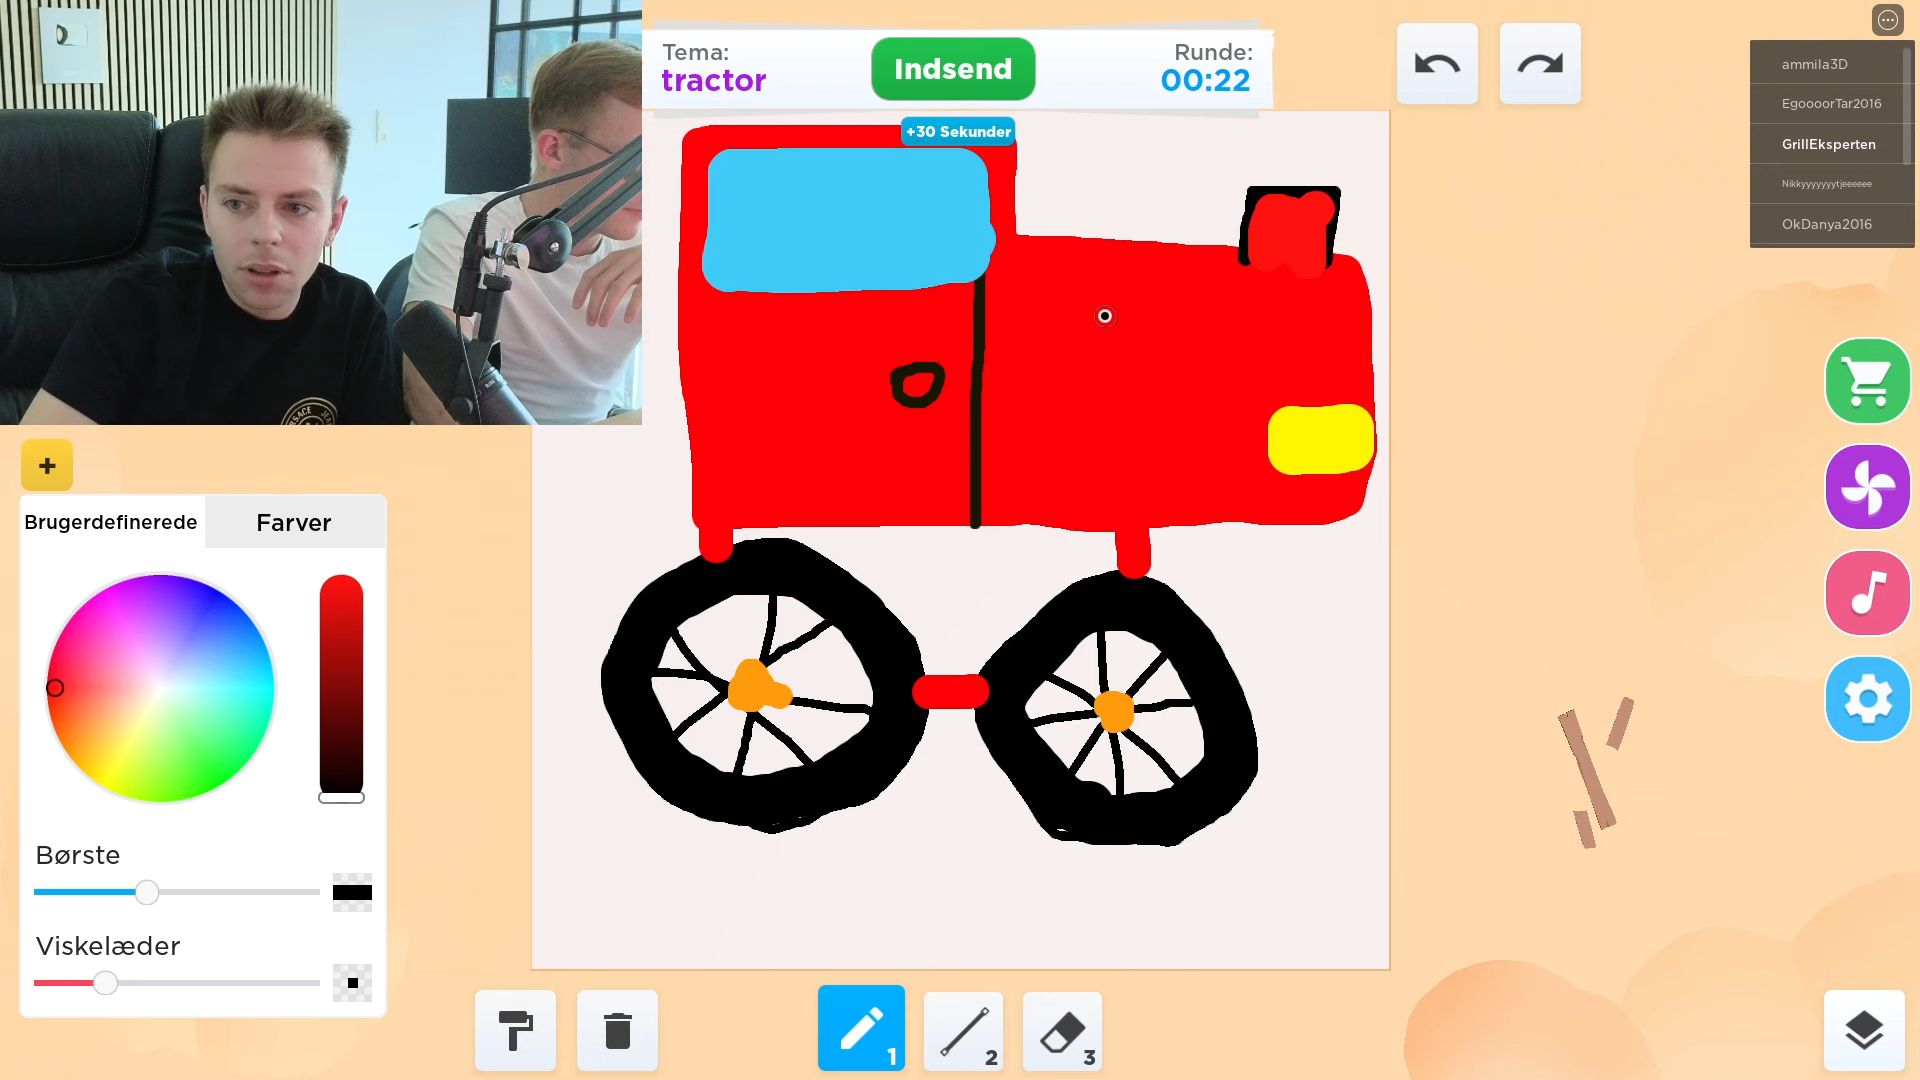 Tema:
tractor
Indsend
Runde:
00:22
+30 Sekunder
ammila3D
EgoooorTar2016
GrillEksperten
Nikkyyyyyyytjeeeeee
OkDanya2016
+
Brugerdefinerede
Farver
Børste
Viskelæder
1
2
3